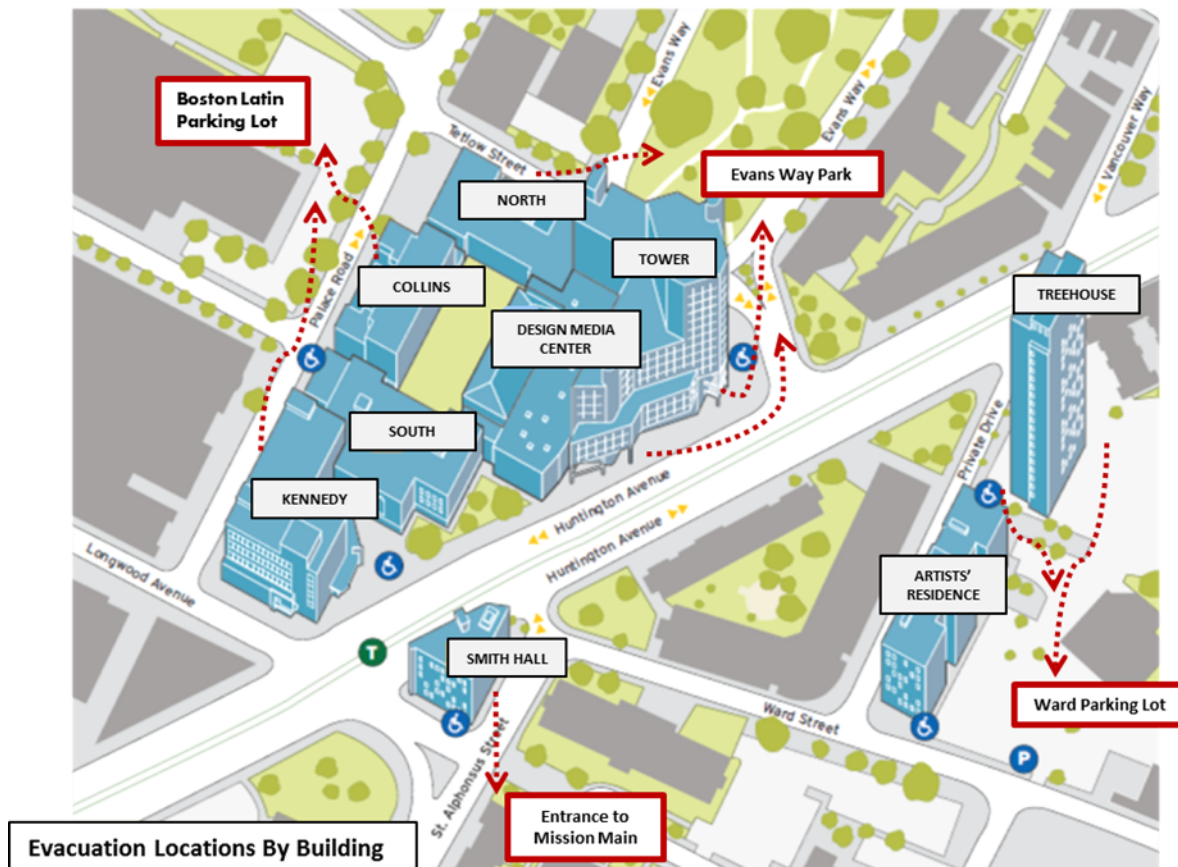 Evans Way
Evans Way
Vancouver Way
Boston Latin
Parking Lot
Tetlow Street
Evans Way Park
NORTH
TOWER
COLLINS
Palace Road
TREEHOUSE
DESIGN MEDIA
CENTER
SOUTH
Private Drive
KENNEDY
Huntington Avenue
Huntington Avenue
Longwood Avenue
ARTISTS'
RESIDENCE
T
SMITH HALL
Ward Street
Ward Parking Lot
P
St. Alphonsus Street
Entrance to
Mission Main
Evacuation Locations By Building